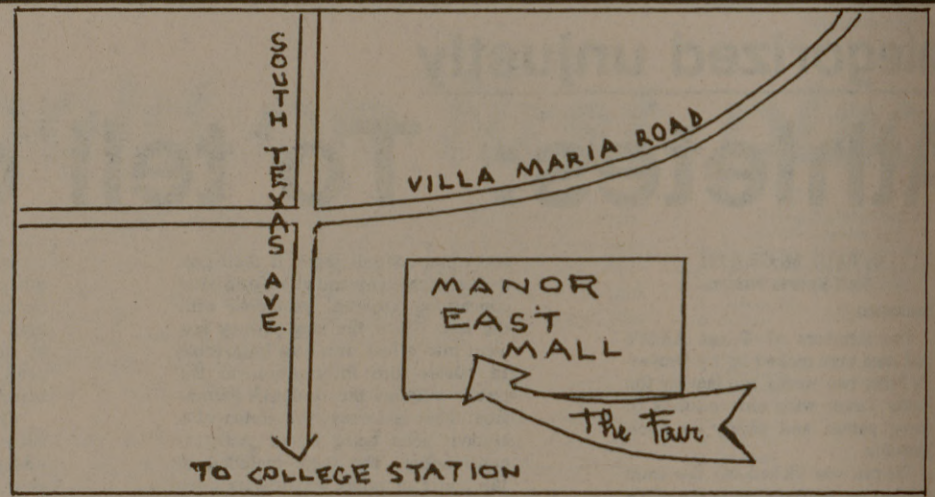 SOUTH TEXAS AVE.
VILLA MARIA ROAD
MANOR
EAST
MALL
The Fair
TO COLLEGE STATION